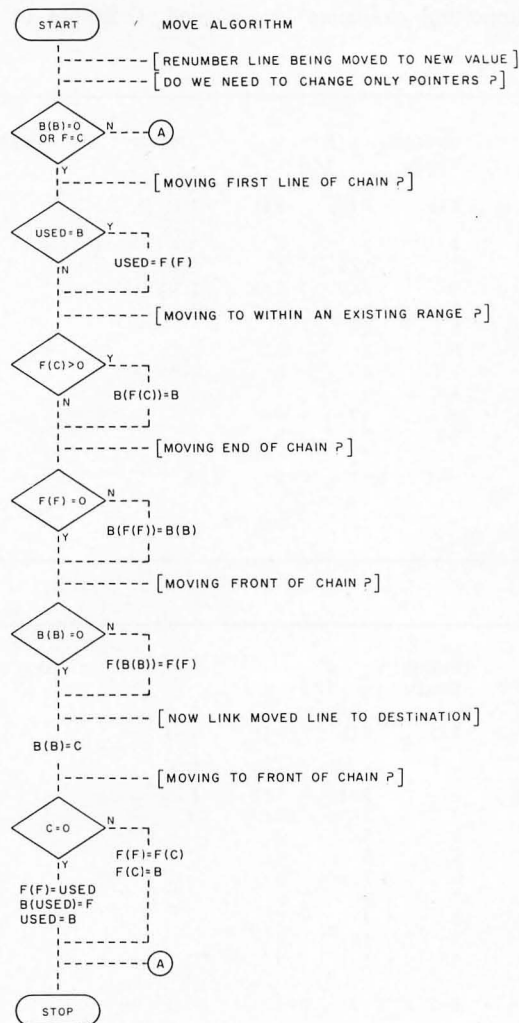 START
MOVE ALGORITHM
[RENUMBER LINE BEING MOVED TO NEW VALUE]
[DO WE NEED TO CHANGE ONLY POINTERS ?]
B(B)=0
OR F=C
N
A
Y
[MOVING FIRST LINE OF CHAIN ?]
USED=B
Y
USED=F(F)
N
[MOVING TO WITHIN AN EXISTING RANGE ?]
F(C)>0
Y
B(F(C))=B
N
[MOVING END OF CHAIN ?]
F(F)=0
N
B(F(F))=B(B)
Y
[MOVING FRONT OF CHAIN ?]
B(B)=0
N
F(B(B))=F(F)
Y
[NOW LINK MOVED LINE TO DESTINATION]
B(B)=C
[MOVING TO FRONT OF CHAIN ?]
C=0
N
F(F)=F(C)
F(C)=B
Y
F(F)=USED
B(USED)=F
USED=B
A
STOP